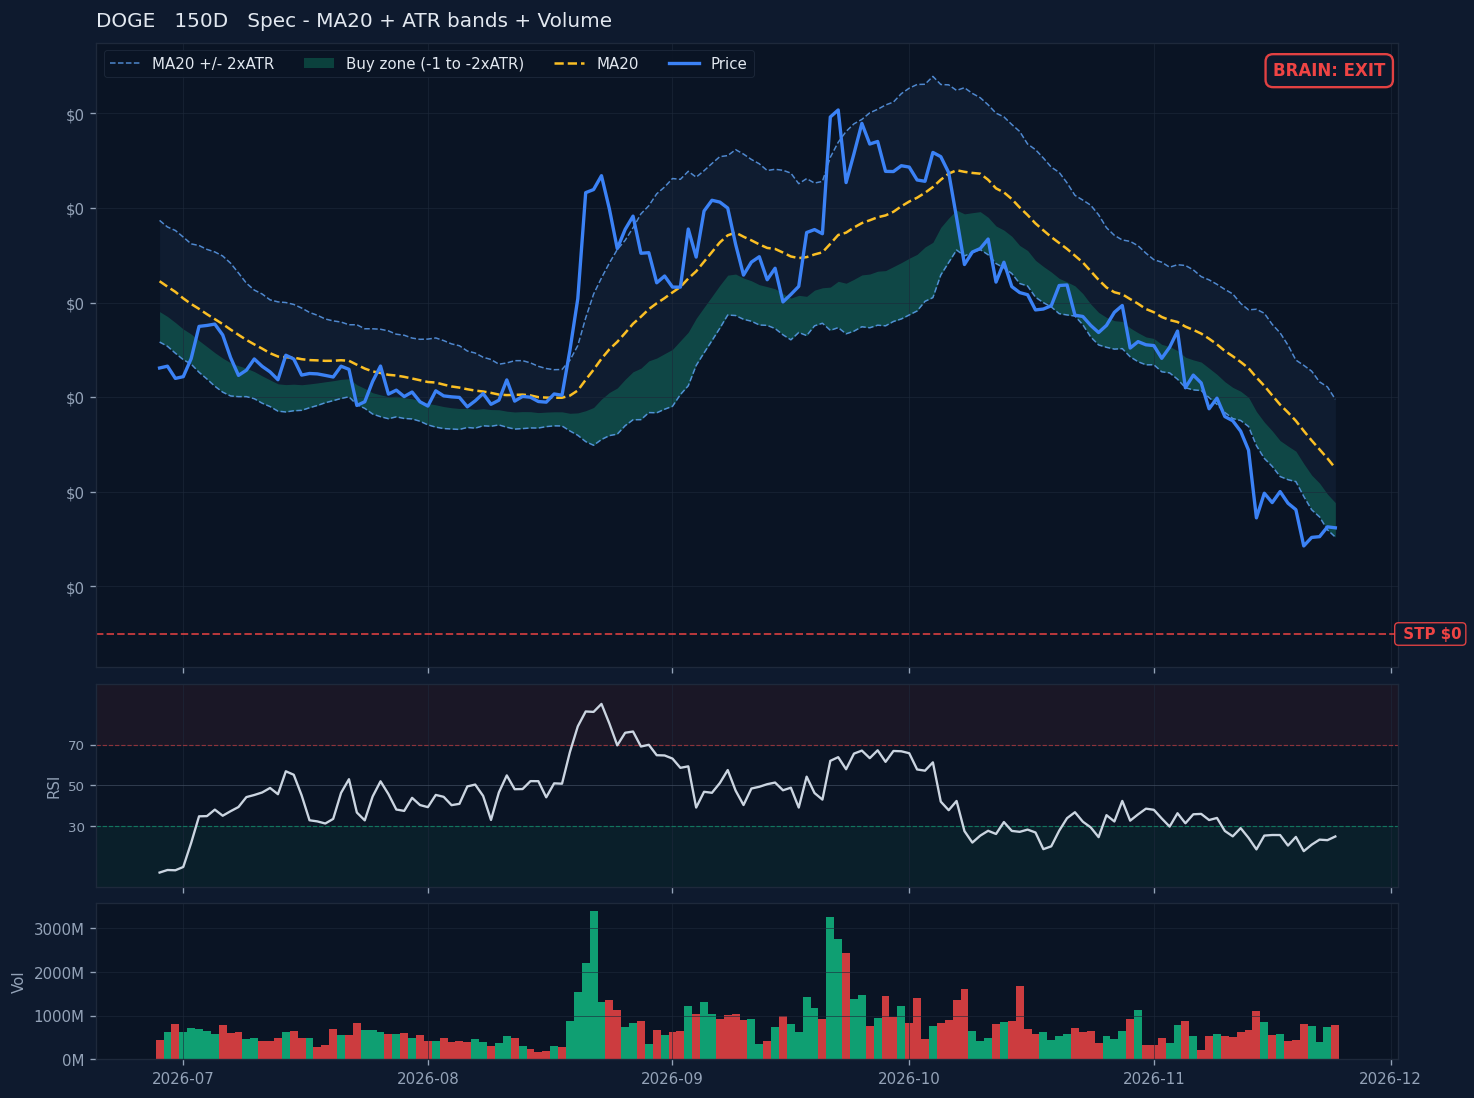 DOGE   150D   Spec - MA20 + ATR bands + Volume
MA20 +/- 2xATR   Buy zone (-1 to -2xATR)   MA20   Price
BRAIN: EXIT
$0
$0
$0
$0
$0
$0
STP $0
RSI
70
50
30
Vol
3000M
2000M
1000M
0M
2026-07   2026-08   2026-09   2026-10   2026-11   2026-12